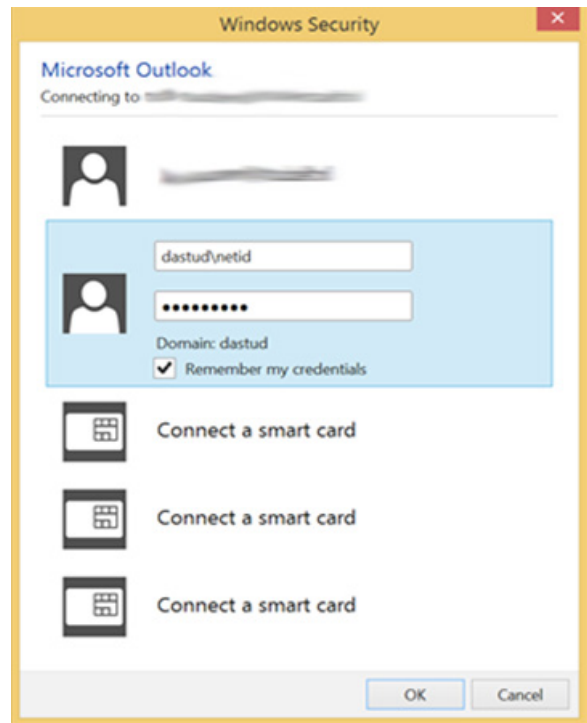 Windows Security
Microsoft Outlook
Connecting to
dastud\netid
•••••••••
Domain: dastud
Remember my credentials
Connect a smart card
Connect a smart card
Connect a smart card
OK
Cancel